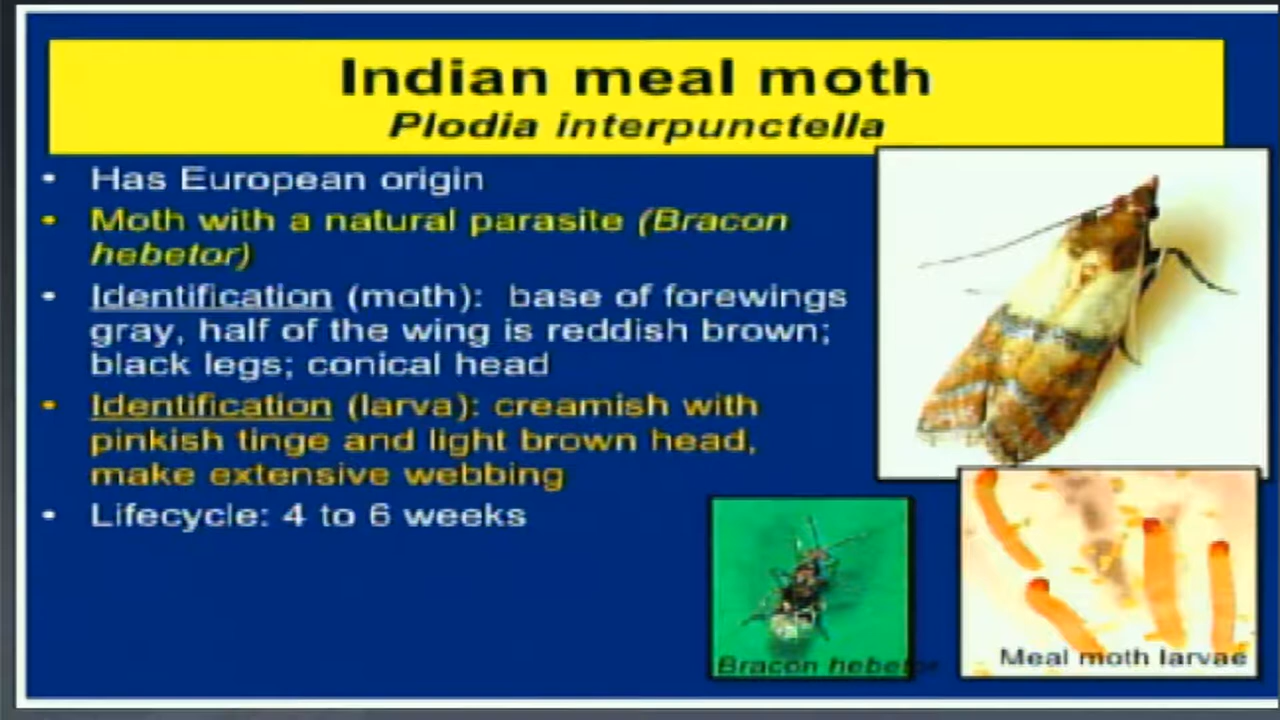 Indian meal moth
Plodia interpunctella
• Has European origin
• Moth with a natural parasite (Bracon
hebetor)
• Identification (moth): base of forewings
gray, half of the wing is reddish brown;
black legs; conical head
• Identification (larva): creamish with
pinkish tinge and light brown head,
make extensive webbing
• Lifecycle: 4 to 6 weeks
Bracon hebetor
Meal moth larvae